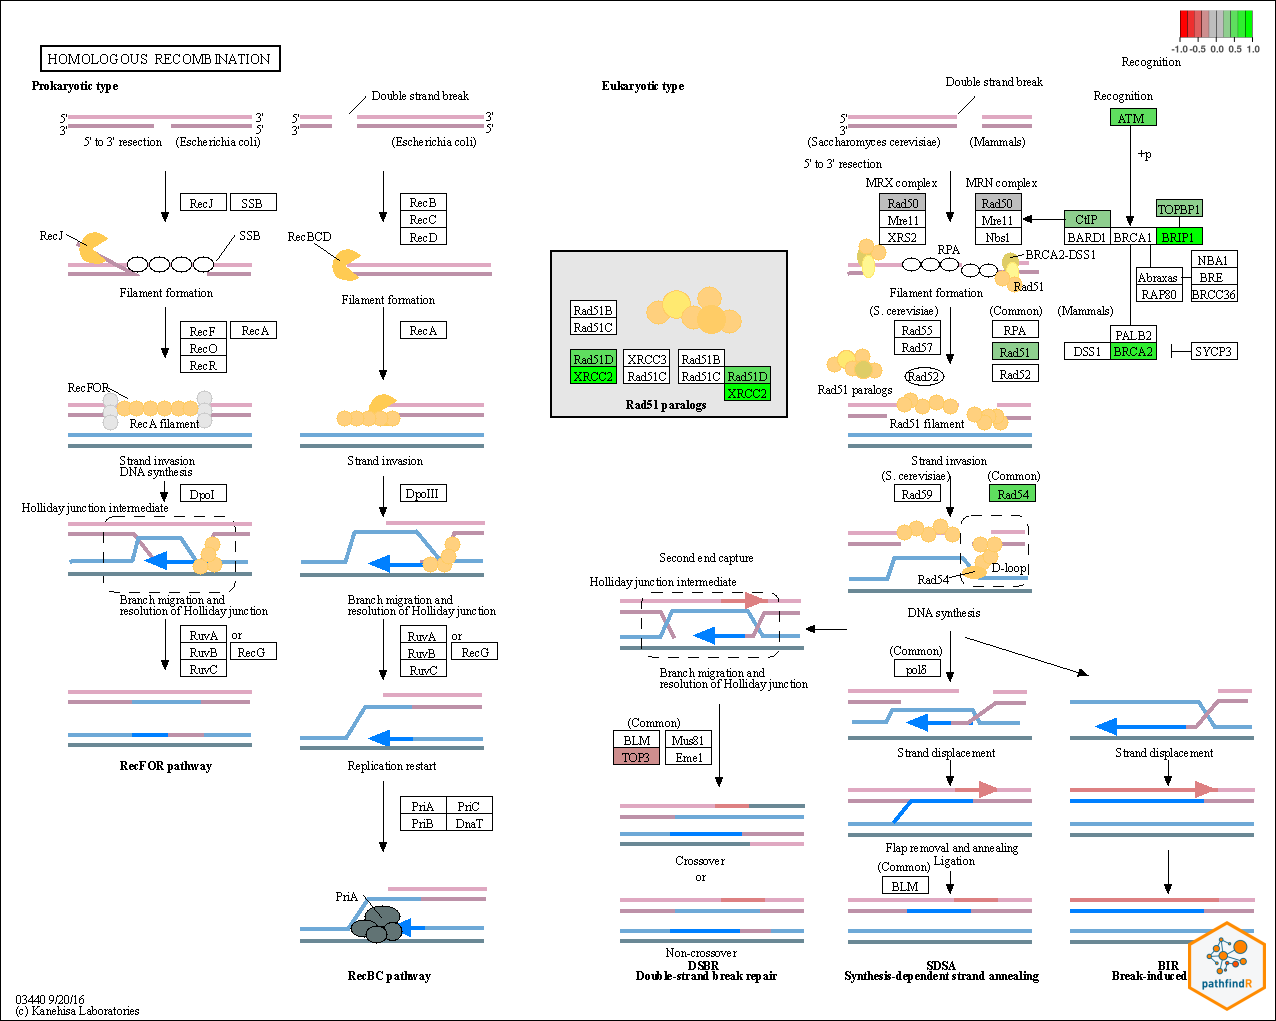 -1.0 -0.5 0.0 0.5 1.0
HOMOLOGOUS RECOMBINATION
Recognition
Prokaryotic type
Eukaryotic type
Double strand break
Double strand break
Recognition
5'
3'
3'
5'
5'
3'
3'
5'
5'
3'
ATM
5' to 3' resection
(Escherichia coli)
(Escherichia coli)
(Saccharomyces cerevisiae)
(Mammals)
+p
5' to 3' resection
MRX complex
MRN complex
RecJ
SSB
RecB
RecC
RecD
Rad50
Mre11
XRS2
Rad50
Mre11
Nbs1
CtIP
TOPBP1
BARD1
BRCA1
BRIP1
RecJ
SSB
RecBCD
RPA
BRCA2-DSS1
Rad51
NBA1
Abraxas
BRE
RAP80
BRCC36
Filament formation
Filament formation
Filament formation
(S. cerevisiae)
(Common)
(Mammals)
Rad51B
Rad51C
RecF
RecA
RecO
RecR
RecA
Rad55
Rad57
RPA
PALB2
Rad51
DSS1
BRCA2
SYCP3
Rad51D
XRCC2
XRCC3
Rad51C
Rad51B
Rad51C
Rad51D
XRCC2
Rad51 paralogs
Rad52
Rad52
Rad51 paralogs
RecFOR
RecA filament
Rad51 filament
Strand invasion
DNA synthesis
Strand invasion
Strand invasion
(S. cerevisiae)
(Common)
DpoI
DpoIII
Rad59
Rad54
Holliday junction intermediate
Second end capture
Holliday junction intermediate
Rad54
D-loop
Branch migration and
resolution of Holliday junction
Branch migration and
resolution of Holliday junction
DNA synthesis
RuvA
or
RuvB
RecG
RuvC
RuvA
or
RuvB
RecG
RuvC
(Common)
polδ
Branch migration and
resolution of Holliday junction
(Common)
BLM
TOP3
Mus81
Eme1
Strand displacement
Strand displacement
RecFOR pathway
Replication restart
PriA
PriC
PriB
DnaT
Flap removal and annealing
Ligation
Crossover
or
(Common)
BLM
PriA
Non-crossover
RecBC pathway
DSBR
Double-strand break repair
SDSA
Synthesis-dependent strand annealing
BIR
Break-induced
pathfindR
03440 9/20/16
(c) Kanehisa Laboratories